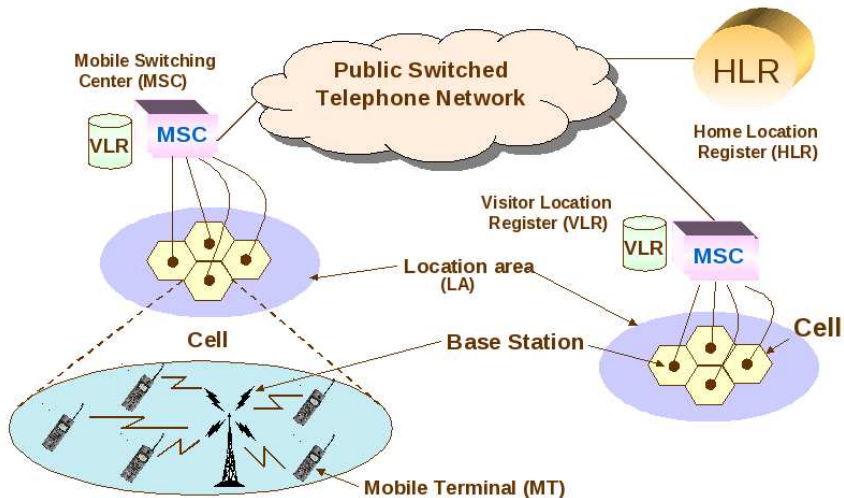 Mobile Switching
Center (MSC)
Public Switched
Telephone Network
HLR
Home Location
Register (HLR)
VLR
MSC
Visitor Location
Register (VLR)
VLR
MSC
Location area
(LA)
Cell
Base Station
Cell
Mobile Terminal (MT)